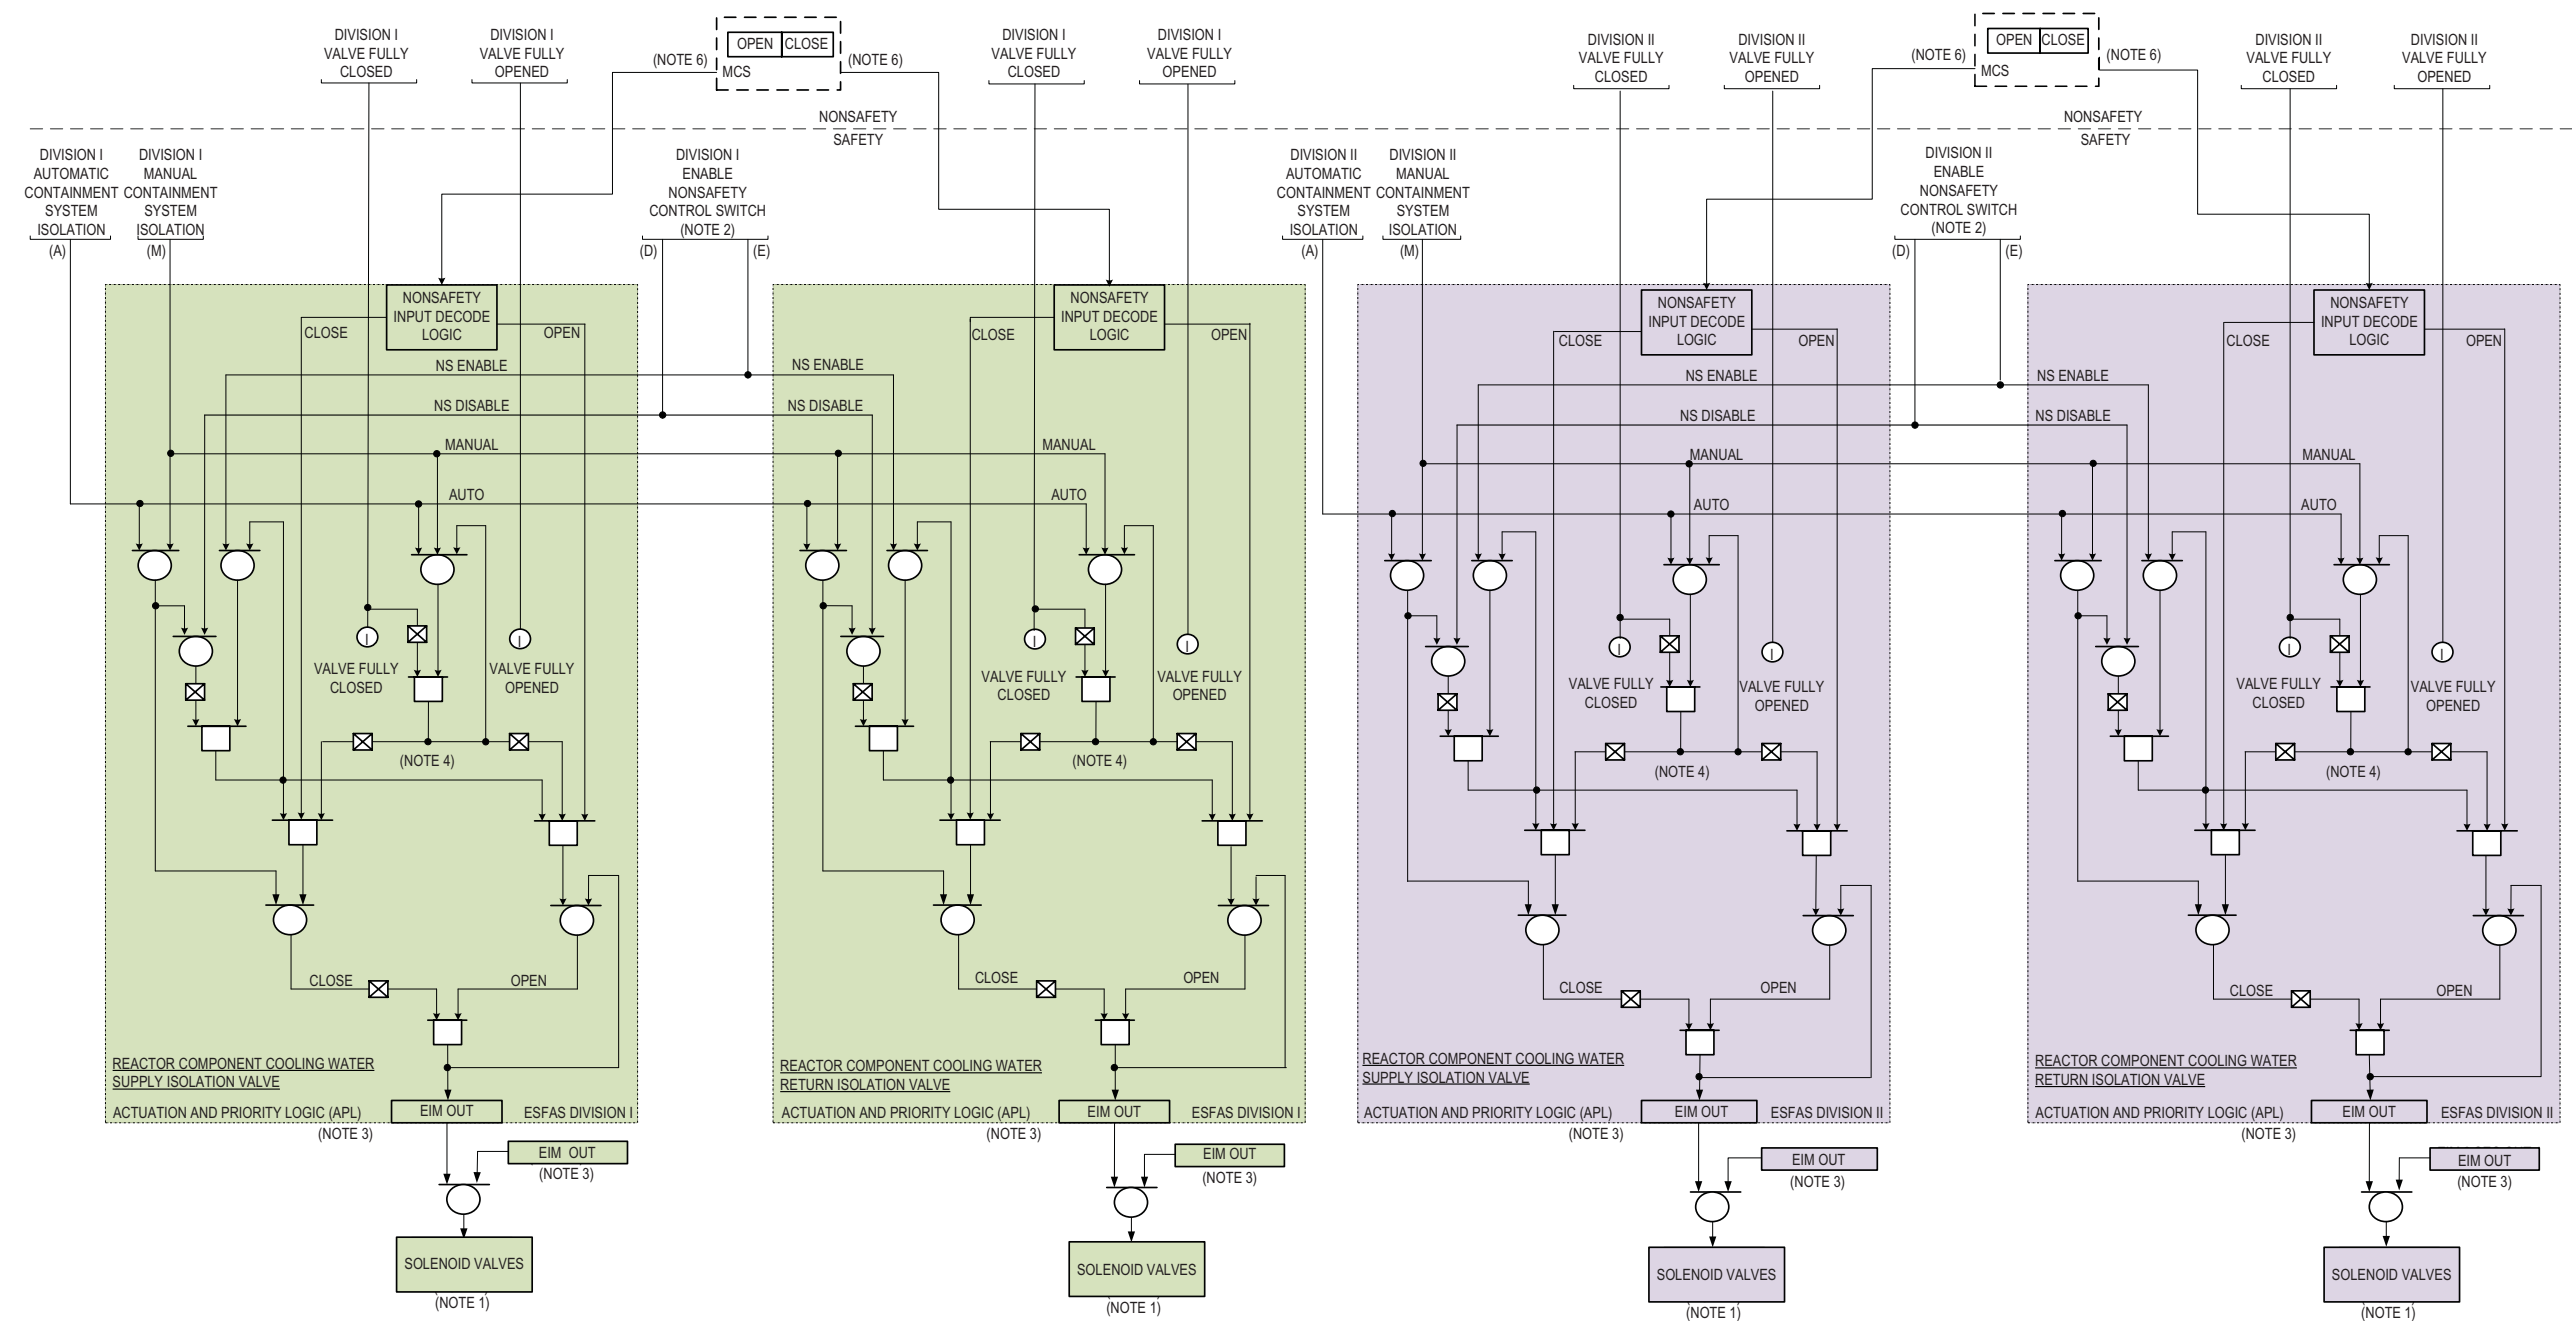 DIVISION I
VALVE FULLY
CLOSED
DIVISION I
VALVE FULLY
OPENED
(NOTE 6)
OPEN CLOSE
MCS
(NOTE 6)
DIVISION I
VALVE FULLY
CLOSED
DIVISION I
VALVE FULLY
OPENED
DIVISION II
VALVE FULLY
CLOSED
DIVISION II
VALVE FULLY
OPENED
(NOTE 6)
OPEN CLOSE
MCS
(NOTE 6)
DIVISION II
VALVE FULLY
CLOSED
DIVISION II
VALVE FULLY
OPENED
NONSAFETY
SAFETY
NONSAFETY
SAFETY
DIVISION I
AUTOMATIC
CONTAINMENT
SYSTEM
ISOLATION
(A)
DIVISION I
MANUAL
CONTAINMENT
SYSTEM
ISOLATION
(M)
DIVISION I
ENABLE
NONSAFETY
CONTROL SWITCH
(NOTE 2)
(D)
(E)
DIVISION II
AUTOMATIC
CONTAINMENT
SYSTEM
ISOLATION
(A)
DIVISION II
MANUAL
CONTAINMENT
SYSTEM
ISOLATION
(M)
DIVISION II
ENABLE
NONSAFETY
CONTROL SWITCH
(NOTE 2)
(D)
(E)
NONSAFETY
INPUT DECODE
LOGIC
CLOSE
OPEN
NS ENABLE
NS DISABLE
MANUAL
AUTO
VALVE FULLY
CLOSED
VALVE FULLY
OPENED
(NOTE 4)
CLOSE
OPEN
REACTOR COMPONENT COOLING WATER
SUPPLY ISOLATION VALVE
ACTUATION AND PRIORITY LOGIC (APL)
EIM OUT
ESFAS DIVISION I
(NOTE 3)
EIM OUT
(NOTE 3)
SOLENOID VALVES
(NOTE 1)
NONSAFETY
INPUT DECODE
LOGIC
CLOSE
OPEN
NS ENABLE
NS DISABLE
MANUAL
AUTO
VALVE FULLY
CLOSED
VALVE FULLY
OPENED
(NOTE 4)
CLOSE
OPEN
REACTOR COMPONENT COOLING WATER
RETURN ISOLATION VALVE
ACTUATION AND PRIORITY LOGIC (APL)
EIM OUT
ESFAS DIVISION I
(NOTE 3)
EIM OUT
(NOTE 3)
SOLENOID VALVES
(NOTE 1)
NONSAFETY
INPUT DECODE
LOGIC
CLOSE
OPEN
NS ENABLE
NS DISABLE
MANUAL
AUTO
VALVE FULLY
CLOSED
VALVE FULLY
OPENED
(NOTE 4)
CLOSE
OPEN
REACTOR COMPONENT COOLING WATER
SUPPLY ISOLATION VALVE
ACTUATION AND PRIORITY LOGIC (APL)
EIM OUT
ESFAS DIVISION II
(NOTE 3)
EIM OUT
(NOTE 3)
SOLENOID VALVES
(NOTE 1)
NONSAFETY
INPUT DECODE
LOGIC
CLOSE
OPEN
NS ENABLE
NS DISABLE
MANUAL
AUTO
VALVE FULLY
CLOSED
VALVE FULLY
OPENED
(NOTE 4)
CLOSE
OPEN
REACTOR COMPONENT COOLING WATER
RETURN ISOLATION VALVE
ACTUATION AND PRIORITY LOGIC (APL)
EIM OUT
ESFAS DIVISION II
(NOTE 3)
EIM OUT
(NOTE 3)
SOLENOID VALVES
(NOTE 1)